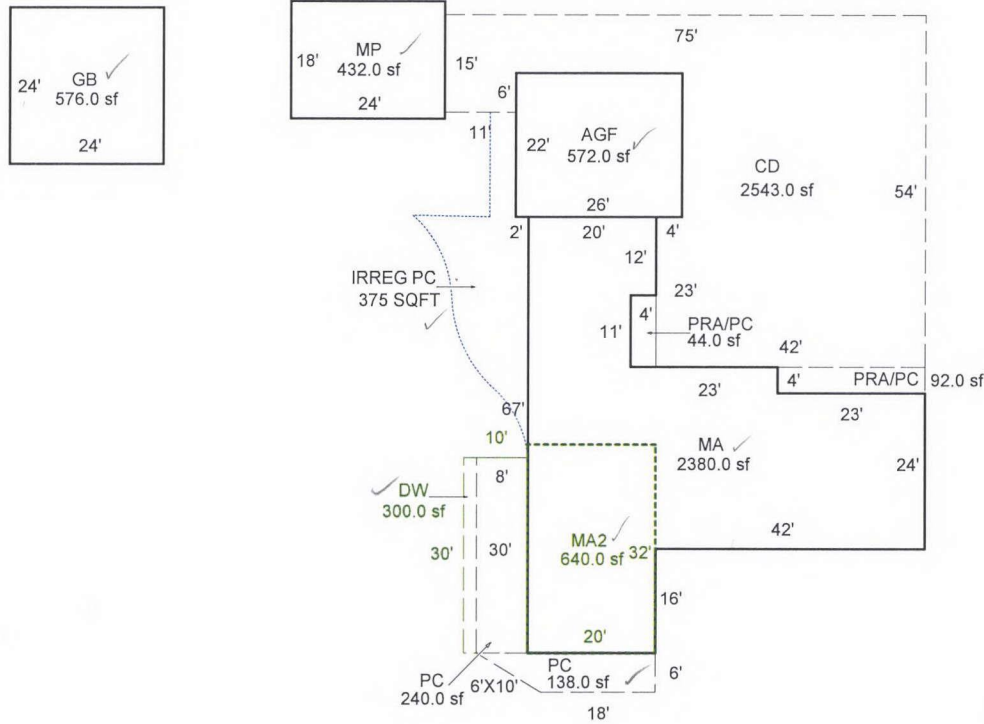 24'
GB
576.0 sf
24'
18'
MP
432.0 sf
24'
15'
75'
6'
11'
22'
AGF
572.0 sf
26'
CD
2543.0 sf
54'
2'
20'
4'
12'
IRREG PC
375 SQFT
23'
4'
11'
PRA/PC
44.0 sf
42'
23'
4'
PRA/PC
92.0 sf
23'
67'
10'
8'
MA
2380.0 sf
24'
DW
300.0 sf
30'
30'
MA2
640.0 sf
32'
42'
16'
20'
PC
240.0 sf
6'X10'
PC
138.0 sf
6'
18'